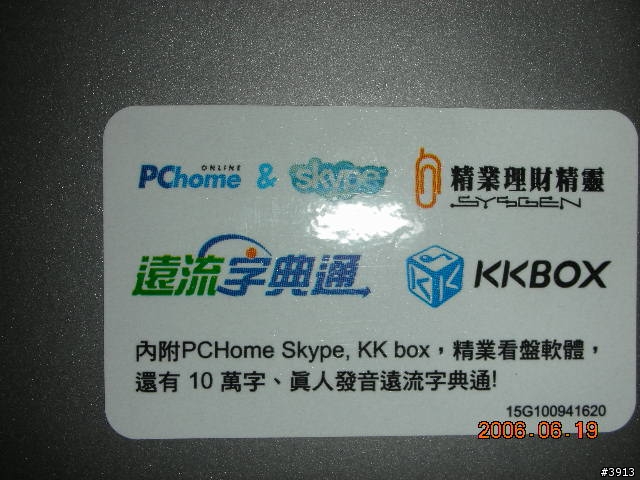 PChome ONLINE & skype 精業理財精靈
SYSGEN
遠流字典通 KKBOX
內附PCHome Skype, KK box，精業看盤軟體，
還有 10 萬字、眞人發音遠流字典通!
15G100941620
2006.06.19
#3913